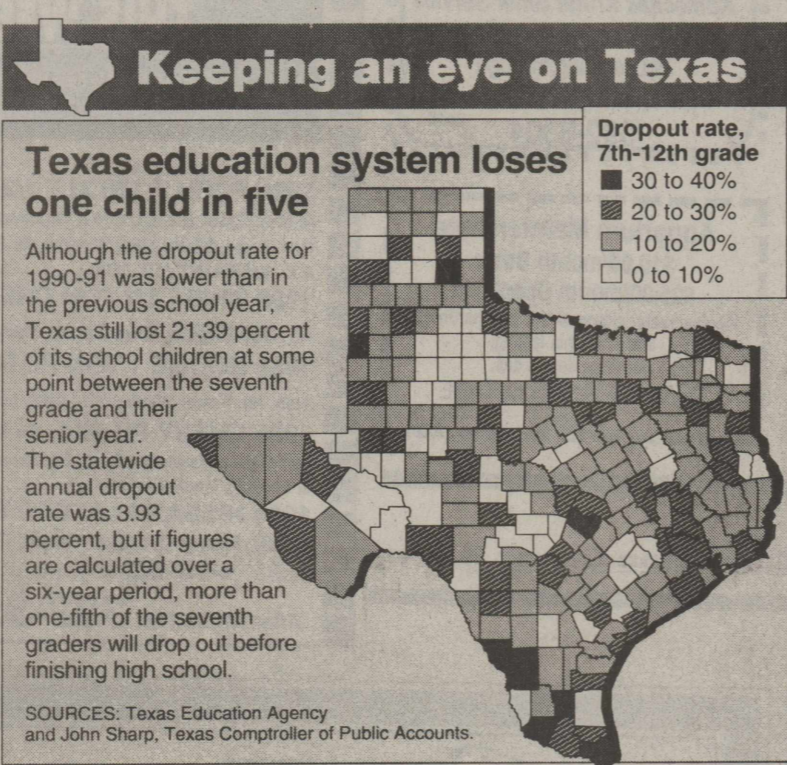 Keeping an eye on Texas
Texas education system loses
one child in five
Although the dropout rate for
1990-91 was lower than in
the previous school year,
Texas still lost 21.39 percent
of its school children at some
point between the seventh
grade and their
senior year.
The statewide
annual dropout
rate was 3.93
percent, but if figures
are calculated over a
six-year period, more than
one-fifth of the seventh
graders will drop out before
finishing high school.
SOURCES: Texas Education Agency
and John Sharp, Texas Comptroller of Public Accounts.
Dropout rate,
7th-12th grade
30 to 40%
20 to 30%
10 to 20%
0 to 10%